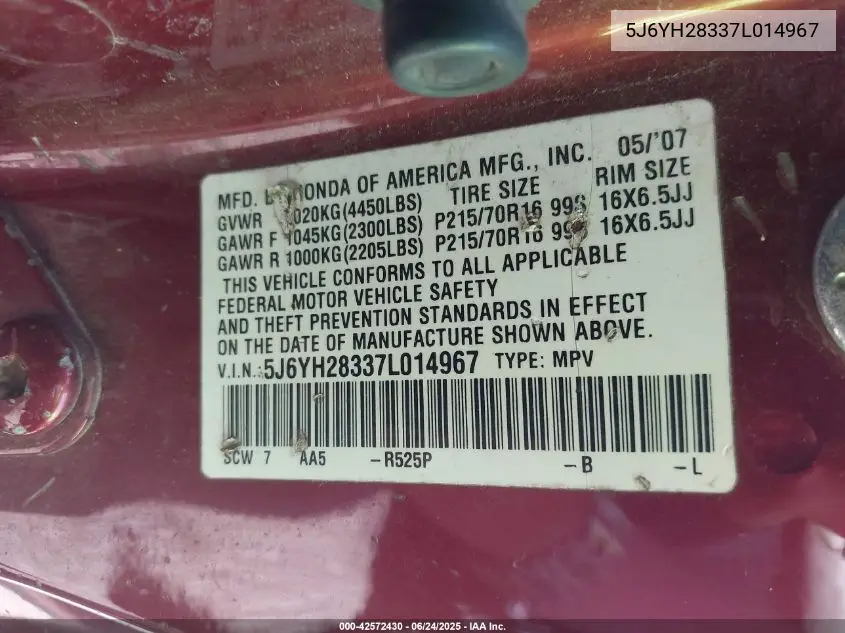 5J6YH28337L014967
MFD. HONDA OF AMERICA MFG., INC. 05/'07
GVWR 2020KG(4450LBS) TIRE SIZE RIM SIZE
GAWR F 1045KG(2300LBS) P215/70R16 99S 16X6.5JJ
GAWR R 1000KG(2205LBS) P215/70R16 16X6.5JJ
THIS VEHICLE CONFORMS TO ALL APPLICABLE
FEDERAL MOTOR VEHICLE SAFETY
AND THEFT PREVENTION STANDARDS IN EFFECT
ON THE DATE OF MANUFACTURE SHOWN ABOVE.
V.I.N.: 5J6YH28337L014967 TYPE: MPV
SCW 7 AA5 -R525P -B -L
000-42572430 - 06/24/2025 - IAA Inc.